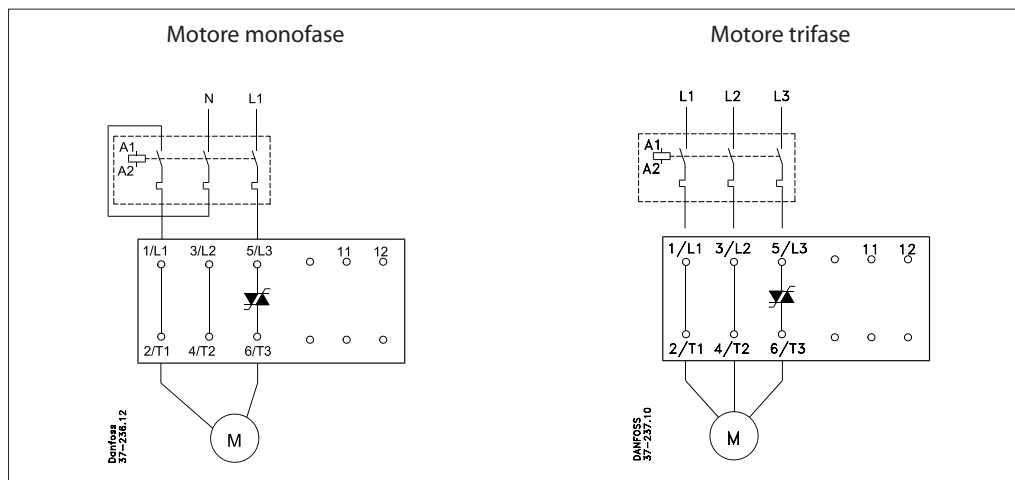 Motore monofase
N L1
A1
A2
1/L1 3/L2 5/L3 11 12
2/T1 4/T2 6/T3
M
Danfoss
37-236.12
Motore trifase
L1 L2 L3
A1
A2
1/L1 3/L2 5/L3 11 12
2/T1 4/T2 6/T3
M
DANFOSS
37-237.10